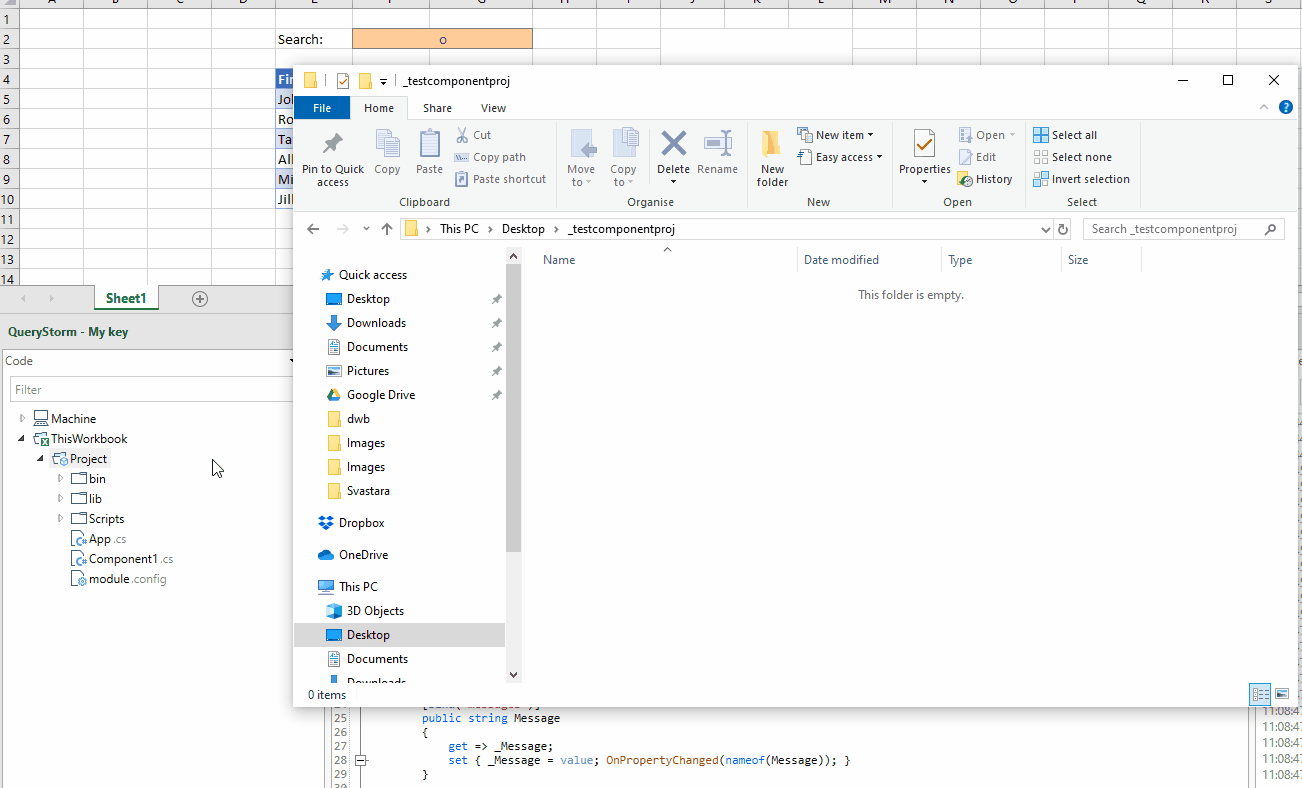 1
2 Search: o
3
4 Fir
5 Jol
6 Ro
7 Ta
8 All
9 Mi
10 Jill
11
12
13
14
Sheet1
QueryStorm - My key
Code
Filter
Machine
ThisWorkbook
Project
bin
lib
Scripts
App.cs
Component1.cs
module.config
_testcomponentproj
File Home Share View
Pin to Quick access
Copy
Paste
Cut
Copy path
Paste shortcut
Clipboard
Move to
Copy to
Delete
Rename
Organise
New folder
New item
Easy access
New
Properties
Open
Edit
History
Open
Select all
Select none
Invert selection
Select
This PC > Desktop > _testcomponentproj
Search _testcomponentproj
Name Date modified Type Size
This folder is empty.
Quick access
Desktop
Downloads
Documents
Pictures
Google Drive
dwb
Images
Images
Svastara
Dropbox
OneDrive
This PC
3D Objects
Desktop
Documents
Downloads
0 items
25 public string Message
26 {
27 get => _Message;
28 set { _Message = value; OnPropertyChanged(nameof(Message)); }
29 }
30
11:08:47
11:08:47
11:08:47
11:08:47
11:08:47